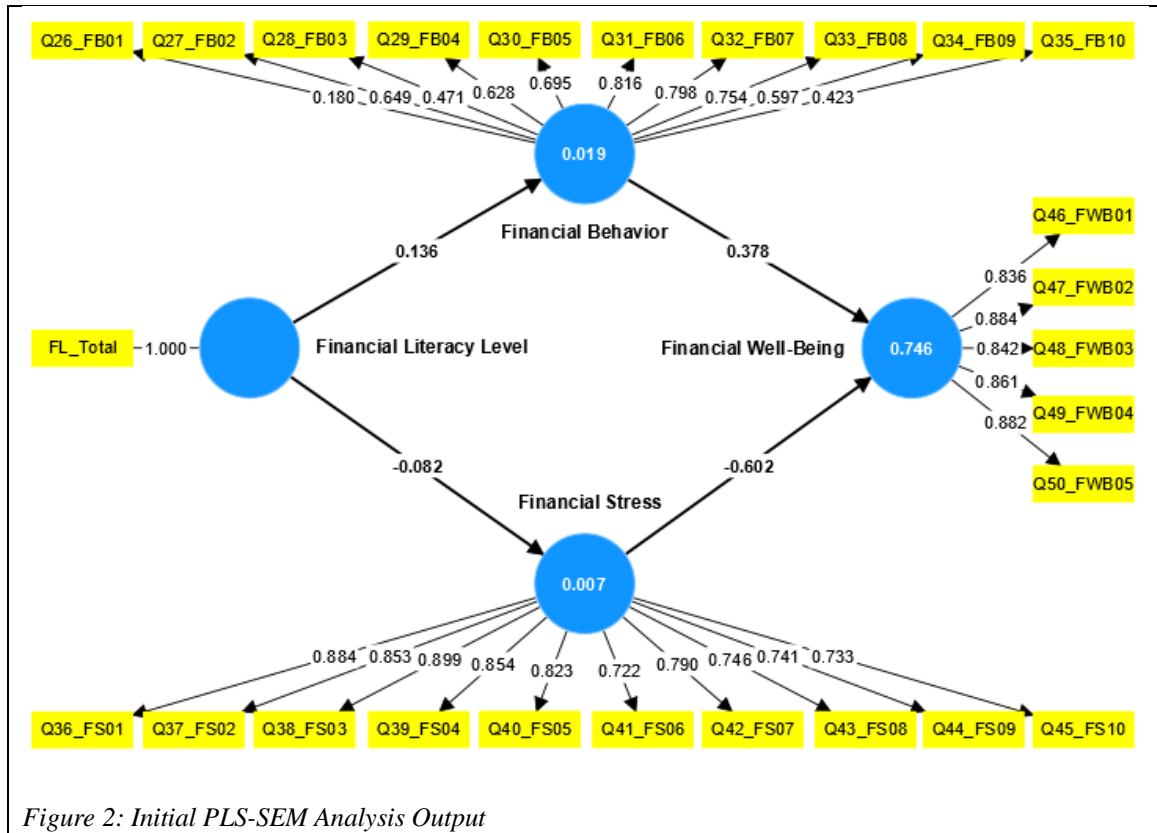 Q26_FB01 Q27_FB02 Q28_FB03 Q29_FB04 Q30_FB05 Q31_FB06 Q32_FB07 Q33_FB08 Q34_FB09 Q35_FB10
0.180 0.649 0.471 0.628 0.695 0.816 0.798 0.754 0.597 0.423
0.019
Financial Behavior
0.136
0.378
Q46_FWB01
0.836
Q47_FWB02
0.884
FL_Total 1.000 Financial Literacy Level Financial Well-Being 0.746 0.842 Q48_FWB03
0.861
Q49_FWB04
0.882
Q50_FWB05
-0.082
-0.602
Financial Stress
0.007
0.884 0.853 0.899 0.854 0.823 0.722 0.790 0.746 0.741 0.733
Q36_FS01 Q37_FS02 Q38_FS03 Q39_FS04 Q40_FS05 Q41_FS06 Q42_FS07 Q43_FS08 Q44_FS09 Q45_FS10
Figure 2: Initial PLS-SEM Analysis Output